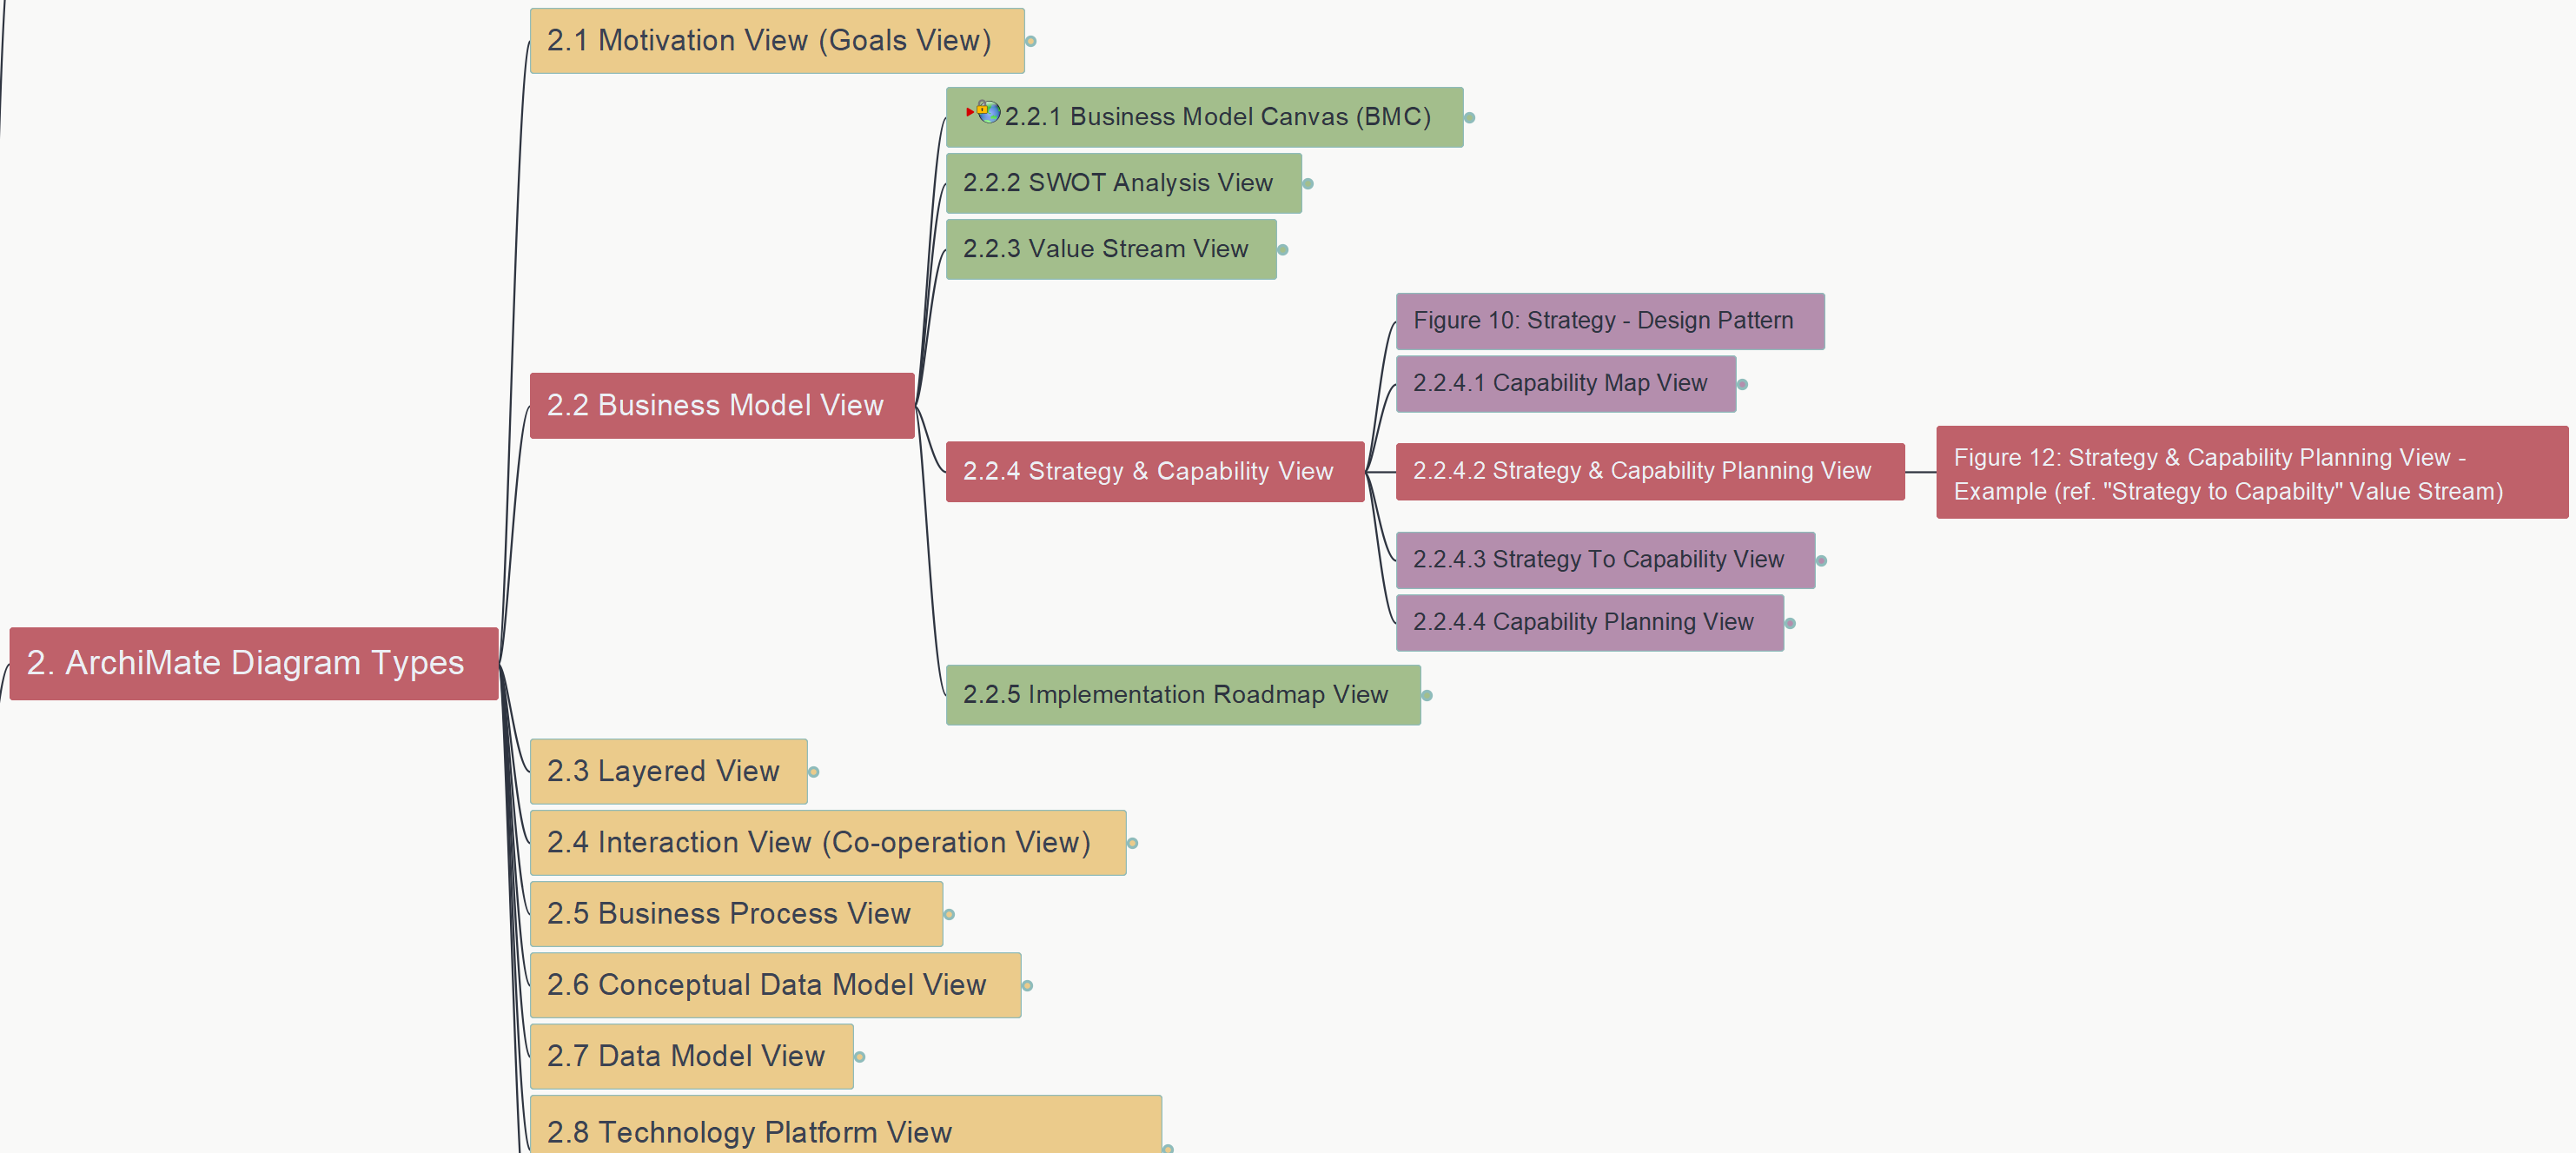 2.1 Motivation View (Goals View)
2.2.1 Business Model Canvas (BMC)
2.2.2 SWOT Analysis View
2.2.3 Value Stream View
Figure 10: Strategy - Design Pattern
2.2.4.1 Capability Map View
2.2 Business Model View
2.2.4 Strategy & Capability View
2.2.4.2 Strategy & Capability Planning View
Figure 12: Strategy & Capability Planning View -
Example (ref. "Strategy to Capabilty" Value Stream)
2.2.4.3 Strategy To Capability View
2.2.4.4 Capability Planning View
2. ArchiMate Diagram Types
2.2.5 Implementation Roadmap View
2.3 Layered View
2.4 Interaction View (Co-operation View)
2.5 Business Process View
2.6 Conceptual Data Model View
2.7 Data Model View
2.8 Technology Platform View